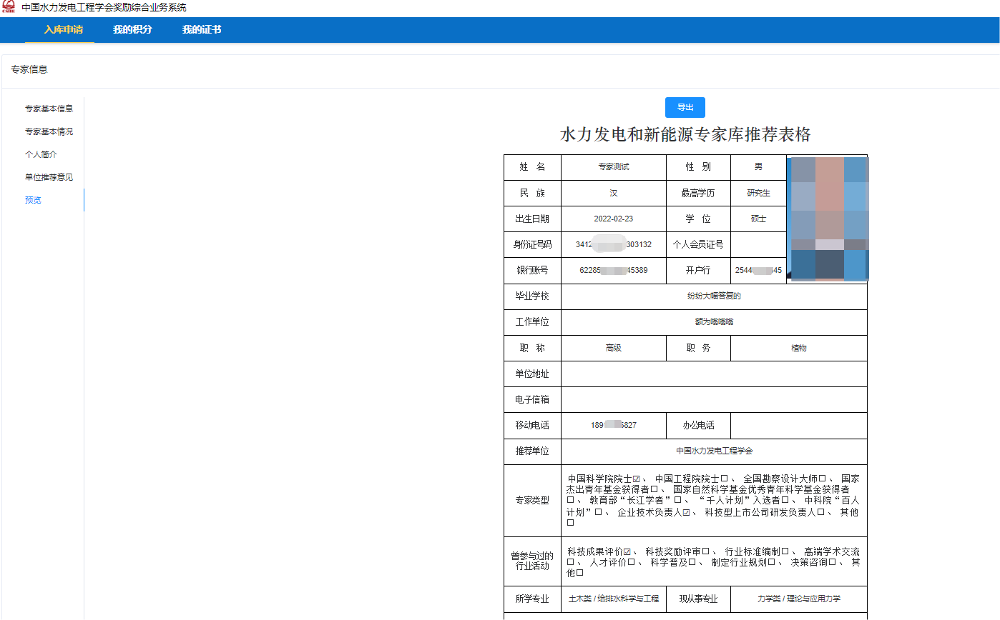 中国水力发电工程学会奖励综合业务系统
入库申请 我的积分 我的证书
专家信息
专家基本信息
专家基本情况
个人简介
单位推荐意见
预览
导出
水力发电和新能源专家库推荐表格
姓 名 专家测试 性 别 男
民 族 汉 最高学历 研究生
出生日期 2022-02-23 学 位 硕士
身份证号码 3412 303132 个人会员证号
银行账号 62285 45389 开户行 2544 45
毕业学校 纷纷大幅答复的
工作单位 额为嗡嗡嗡
职 称 高级 职 务 植物
单位地址
电子信箱
移动电话 189 5827 办公电话
推荐单位 中国水力发电工程学会
专家类型
中国科学院院士☑、 中国工程院院士☐、 全国勘察设计大师☐、 国家
杰出青年基金获得者☐、 国家自然科学基金优秀青年科学基金获得者
☐、 教育部“长江学者”☐、 “千人计划”入选者☐、 中科院“百人
计划”☐、 企业技术负责人☑、 科技型上市公司研发负责人☐、 其他
☐
曾参与过的
行业活动
科技成果评价☑、 科技奖励评审☐、 行业标准编制☐、 高端学术交流
☐、 人才评价☐、 科学普及☐、 制定行业规划☐、 决策咨询☐、 其
他☐
所学专业 土木类 / 给排水科学与工程 现从事专业 力学类 / 理论与应用力学